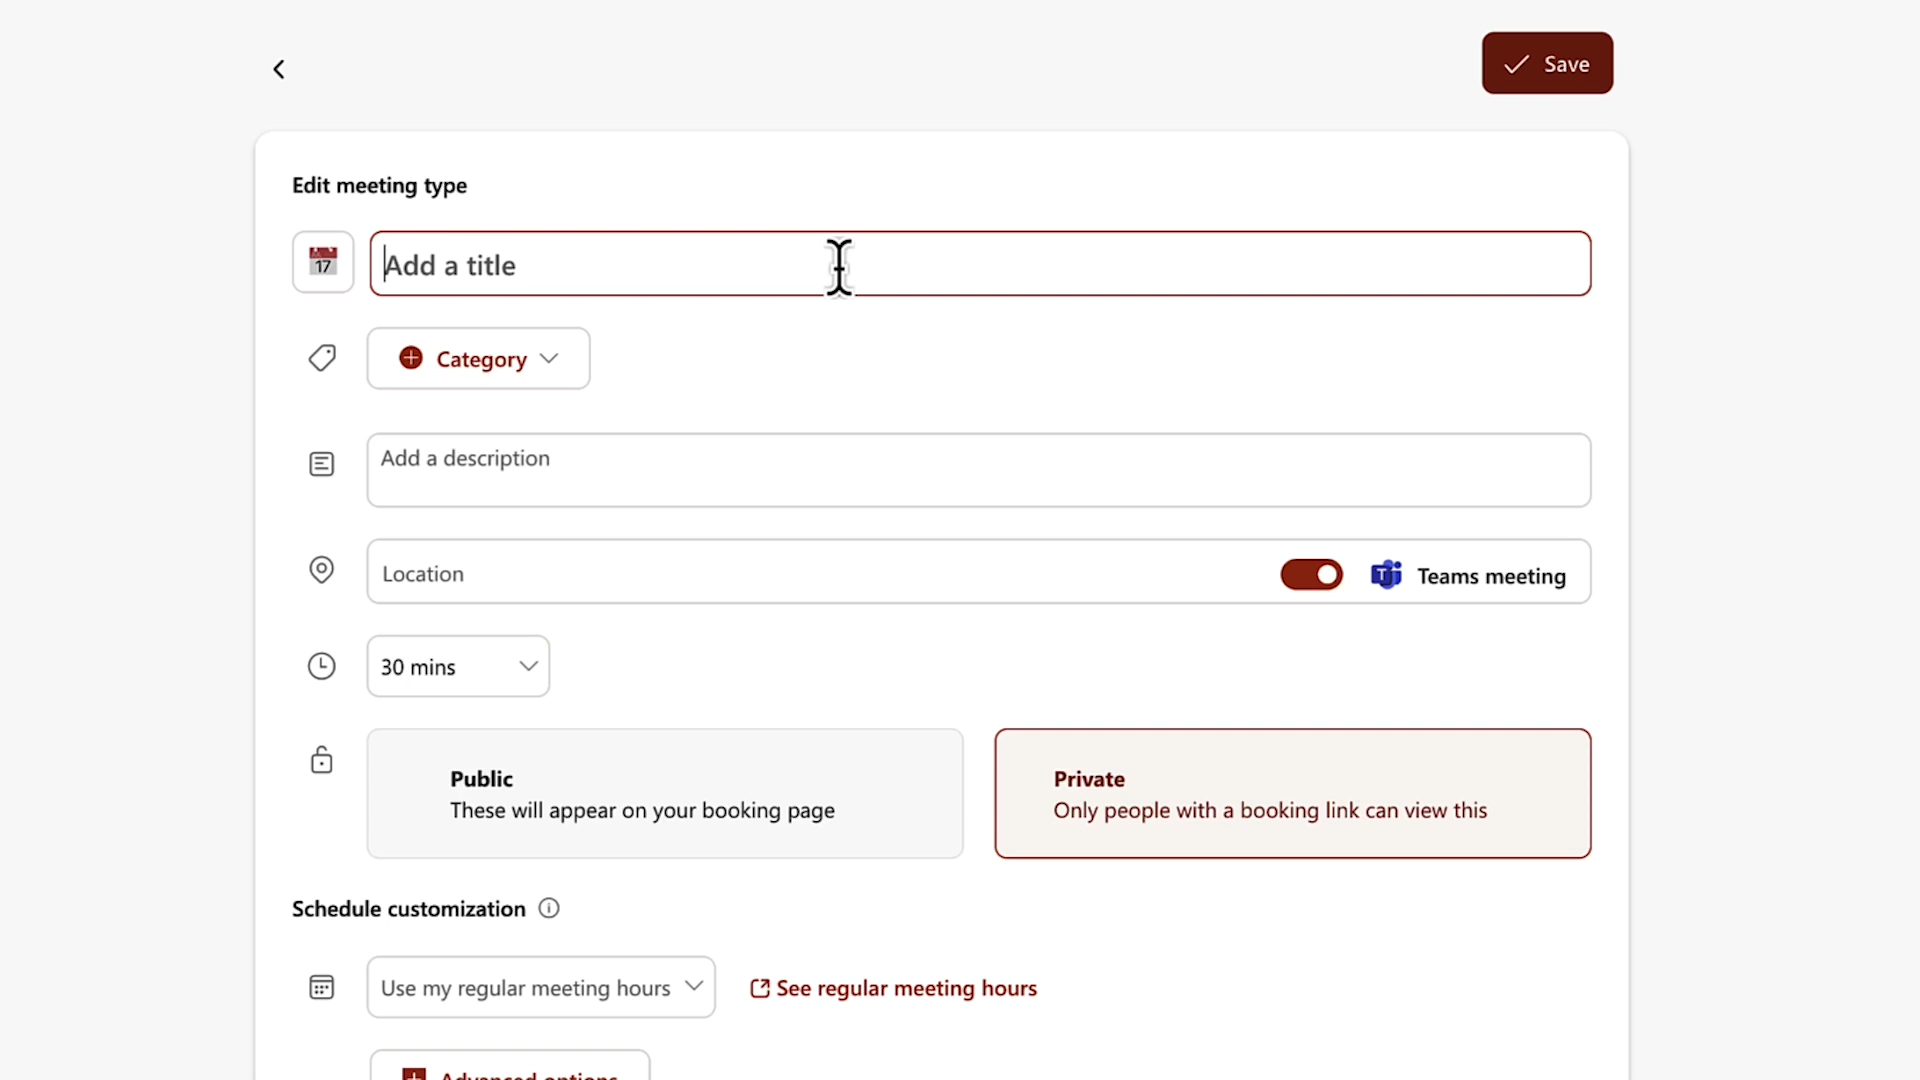 Save
Edit meeting type
17
Add a title
Category
Add a description
Location
Teams meeting
30 mins
Public
These will appear on your booking page
Private
Only people with a booking link can view this
Schedule customization
Use my regular meeting hours
See regular meeting hours
Advanced options